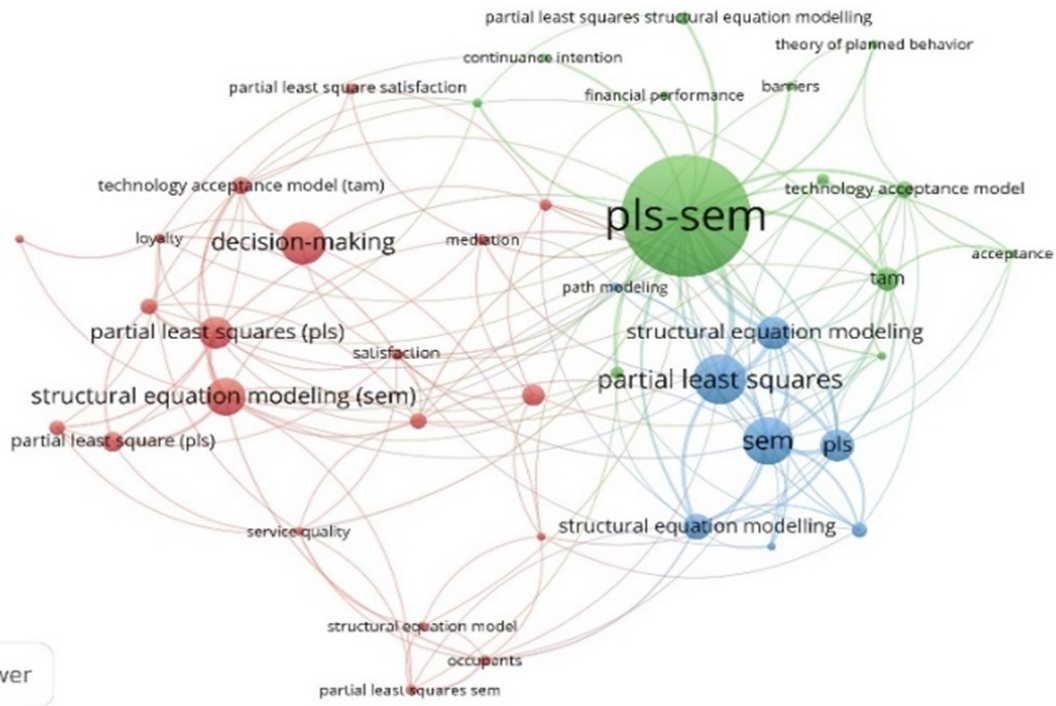 partial least squares structural equation modelling
theory of planned behavior
continuance intention
partial least square satisfaction
barriers
financial performance
technology acceptance model (tam)
technology acceptance model
pls-sem
loyalty
decision-making
mediation
acceptance
tam
path modeling
partial least squares (pls)
structural equation modeling
satisfaction
partial least squares
structural equation modeling (sem)
partial least square (pls)
sem
pls
structural equation modelling
service quality
structural equation model
occupants
wer
partial least squares sem